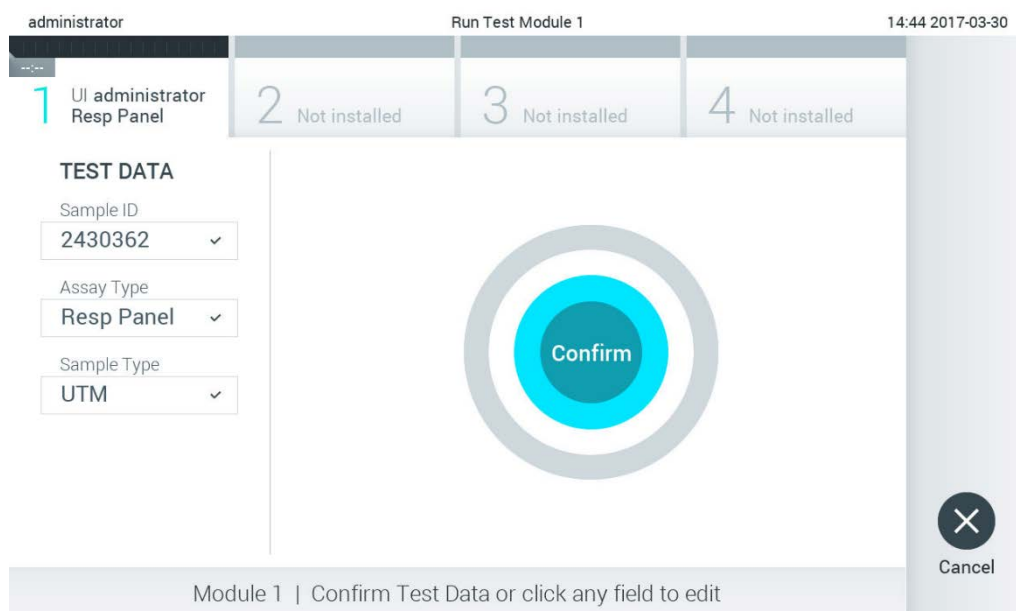 administrator
Run Test Module 1
14:44 2017-03-30
--:--
1
UI administrator
Resp Panel
2 Not installed
3 Not installed
4 Not installed
TEST DATA
Sample ID
2430362
Assay Type
Resp Panel
Sample Type
UTM
Confirm
Cancel
Module 1 | Confirm Test Data or click any field to edit